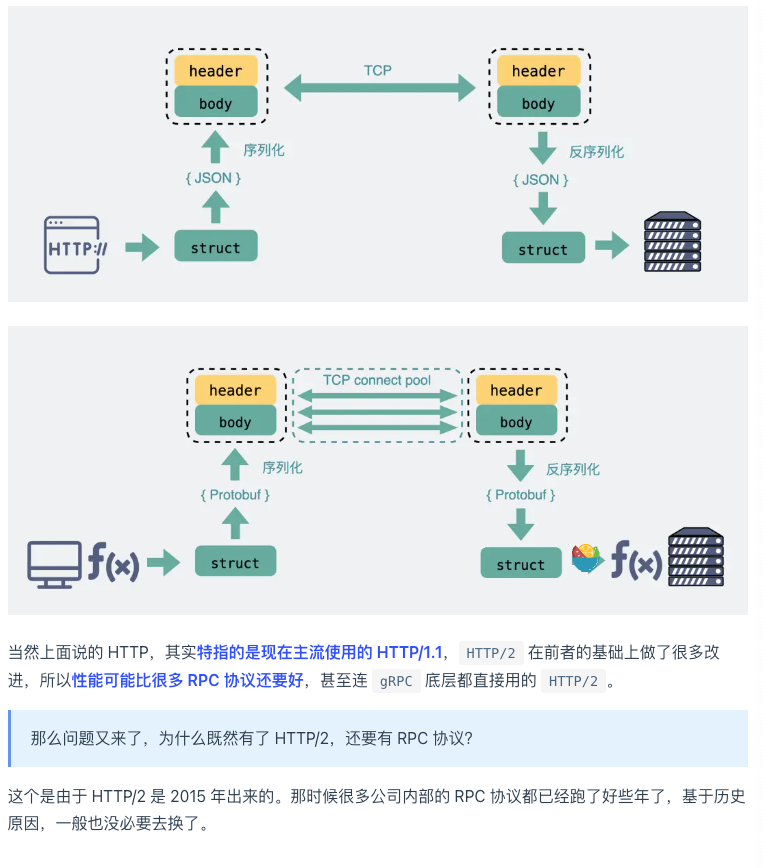 header
TCP
header
body
body
序列化
反序列化
{ JSON }
{ JSON }
HTTP://
struct
struct
header
TCP connect pool
header
body
body
序列化
反序列化
{ Protobuf }
{ Protobuf }
f(x)
struct
struct
f(x)
当然上面说的 HTTP，其实特指的是现在主流使用的 HTTP/1.1， HTTP/2 在前者的基础上做了很多改
进，所以性能可能比很多 RPC 协议还要好，甚至连 gRPC 底层都直接用的 HTTP/2 。
那么问题又来了，为什么既然有了 HTTP/2，还要有 RPC 协议?
这个是由于 HTTP/2 是 2015 年出来的。那时候很多公司内部的 RPC 协议都已经跑了好些年了，基于历史
原因，一般也没必要去换了。